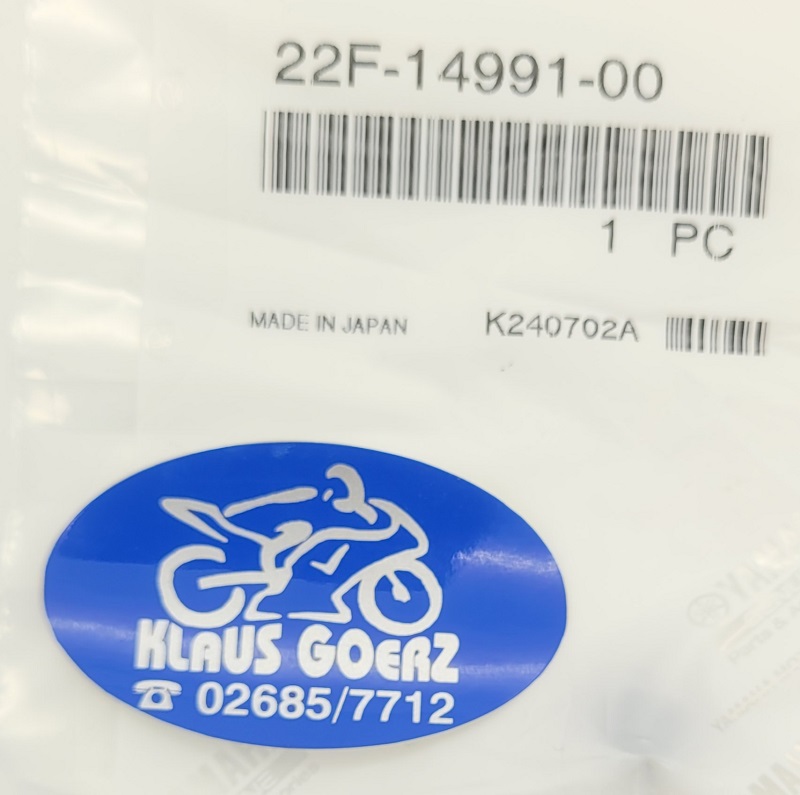 22F-14991-00
1 PC
MADE IN JAPAN K240702A
KLAUS GOERZ
☎ 02685/7712